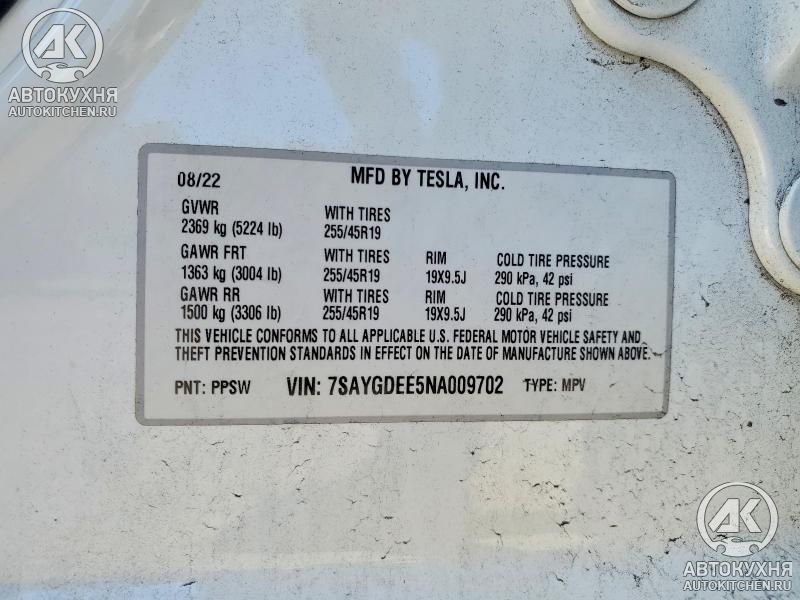 AK
АВТОКУХНЯ
AUTOKITCHEN.RU
08/22 MFD BY TESLA, INC.
GVWR WITH TIRES
2369 kg (5224 lb) 255/45R19
GAWR FRT WITH TIRES RIM COLD TIRE PRESSURE
1363 kg (3004 lb) 255/45R19 19X9.5J 290 kPa, 42 psi
GAWR RR WITH TIRES RIM COLD TIRE PRESSURE
1500 kg (3306 lb) 255/45R19 19X9.5J 290 kPa, 42 psi
THIS VEHICLE CONFORMS TO ALL APPLICABLE U.S. FEDERAL MOTOR VEHICLE SAFETY AND
THEFT PREVENTION STANDARDS IN EFFECT ON THE DATE OF MANUFACTURE SHOWN ABOVE.
PNT: PPSW VIN: 7SAYGDEE5NA009702 TYPE: MPV
AK
АВТОКУХНЯ
AUTOKITCHEN.RU